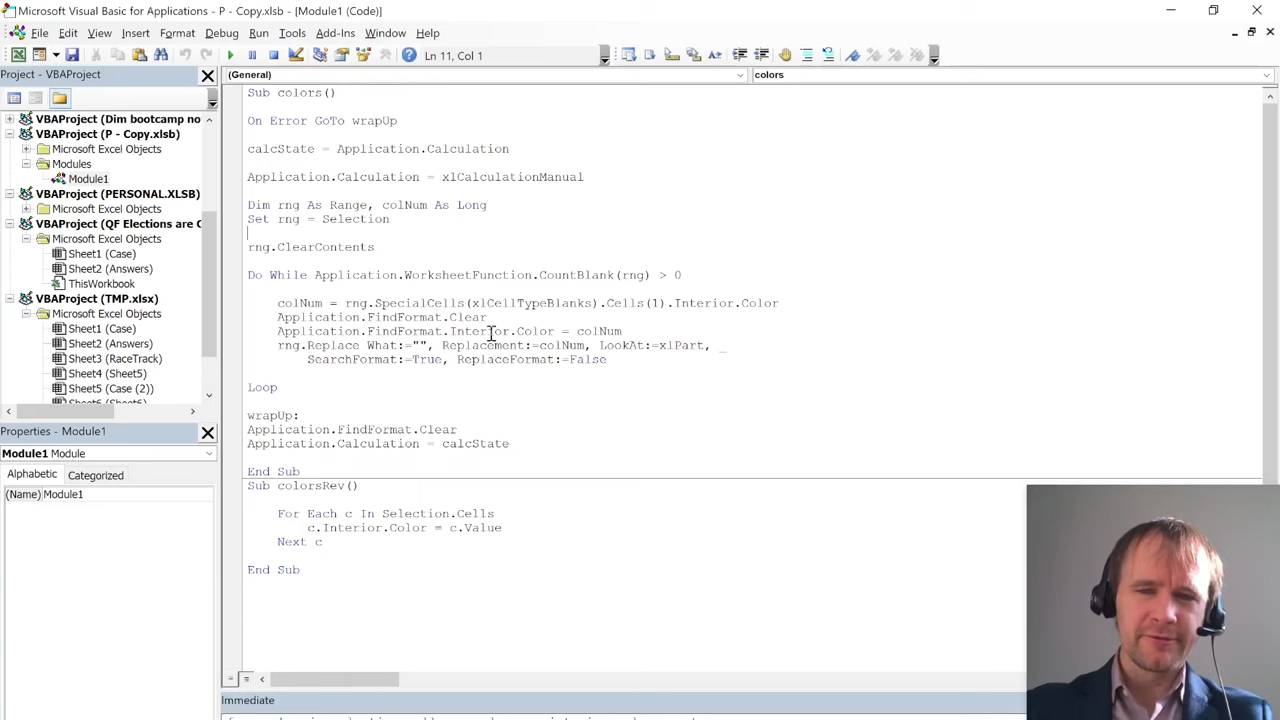 Microsoft Visual Basic for Applications - P - Copy.xlsb - [Module1 (Code)]
File Edit View Insert Format Debug Run Tools Add-Ins Window Help
Ln 11, Col 1
Project - VBAProject
(General)
colors
VBAProject (Dim bootcamp no
VBAProject (P - Copy.xlsb)
Microsoft Excel Objects
Modules
Module1
VBAProject (PERSONAL.XLSB)
Microsoft Excel Objects
VBAProject (QF Elections are C
Microsoft Excel Objects
Sheet1 (Case)
Sheet2 (Answers)
ThisWorkbook
VBAProject (TMP.xlsx)
Microsoft Excel Objects
Sheet1 (Case)
Sheet2 (Answers)
Sheet3 (RaceTrack)
Sheet4 (Sheet5)
Sheet5 (Case (2))
Properties - Module1
Module1 Module
Alphabetic Categorized
(Name) Module1
Sub colors()
On Error GoTo wrapUp
calcState = Application.Calculation
Application.Calculation = xlCalculationManual
Dim rng As Range, colNum As Long
Set rng = Selection
rng.ClearContents
Do While Application.WorksheetFunction.CountBlank(rng) > 0
colNum = rng.SpecialCells(xlCellTypeBlanks).Cells(1).Interior.Color
Application.FindFormat.Clear
Application.FindFormat.Interior.Color = colNum
rng.Replace What:="", Replacement:=colNum, LookAt:=xlPart, _
SearchFormat:=True, ReplaceFormat:=False
Loop
wrapUp:
Application.FindFormat.Clear
Application.Calculation = calcState
End Sub
Sub colorsRev()
For Each c In Selection.Cells
c.Interior.Color = c.Value
Next c
End Sub
Immediate